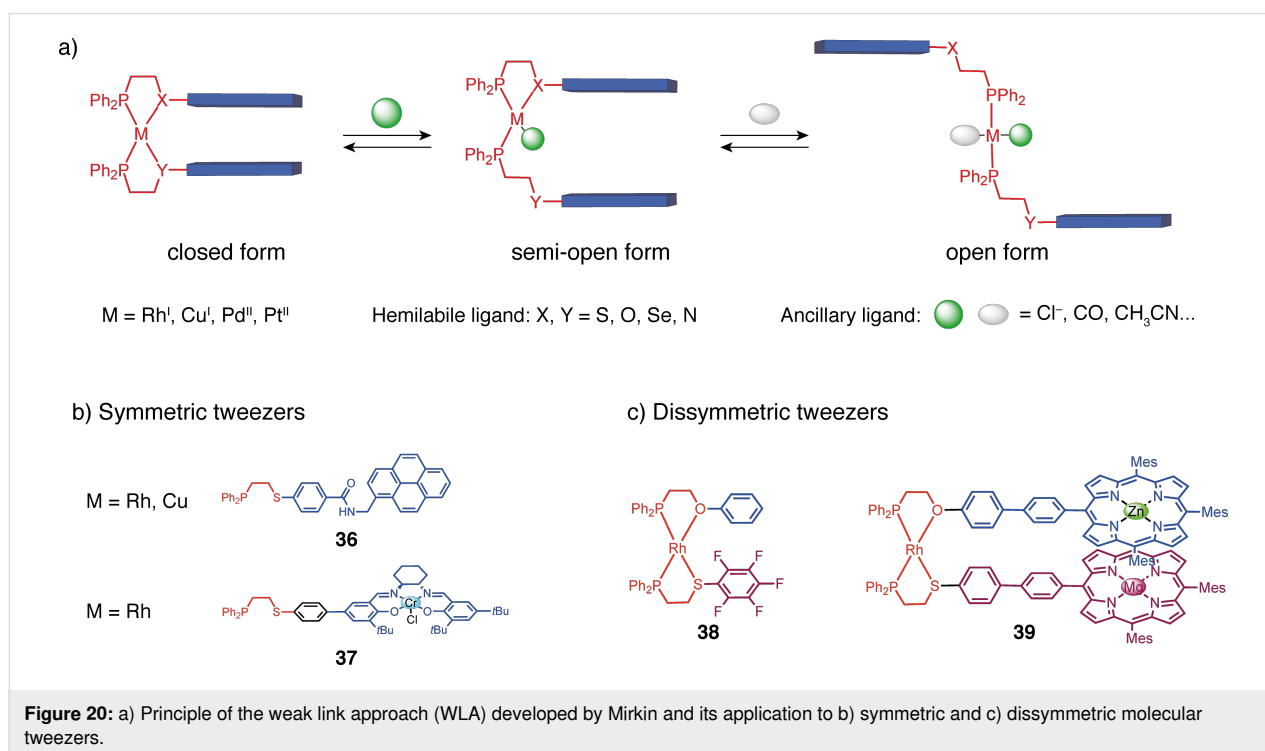 a)
Ph₂P X
M
Ph₂P Y
Ph₂P X
M
Ph₂P
Y
X
PPh₂
M
Ph₂P
Y
closed form semi-open form open form
M = Rhᴵ, Cuᴵ, Pdᴵᴵ, Ptᴵᴵ Hemilabile ligand: X, Y = S, O, Se, N Ancillary ligand: = Cl⁻, CO, CH₃CN...
b) Symmetric tweezers c) Dissymmetric tweezers
M = Rh, Cu
Ph₂P S O HN
36
M = Rh
Ph₂P S N N Cr O O Cl tBu tBu tBu
37
Ph₂P O
Rh
Ph₂P S F F F F F
38
Ph₂P O N N N N Zn Mes Mes Mes
Rh
Ph₂P S N N N N Mg Mes Mes
39
Figure 20: a) Principle of the weak link approach (WLA) developed by Mirkin and its application to b) symmetric and c) dissymmetric molecular
tweezers.